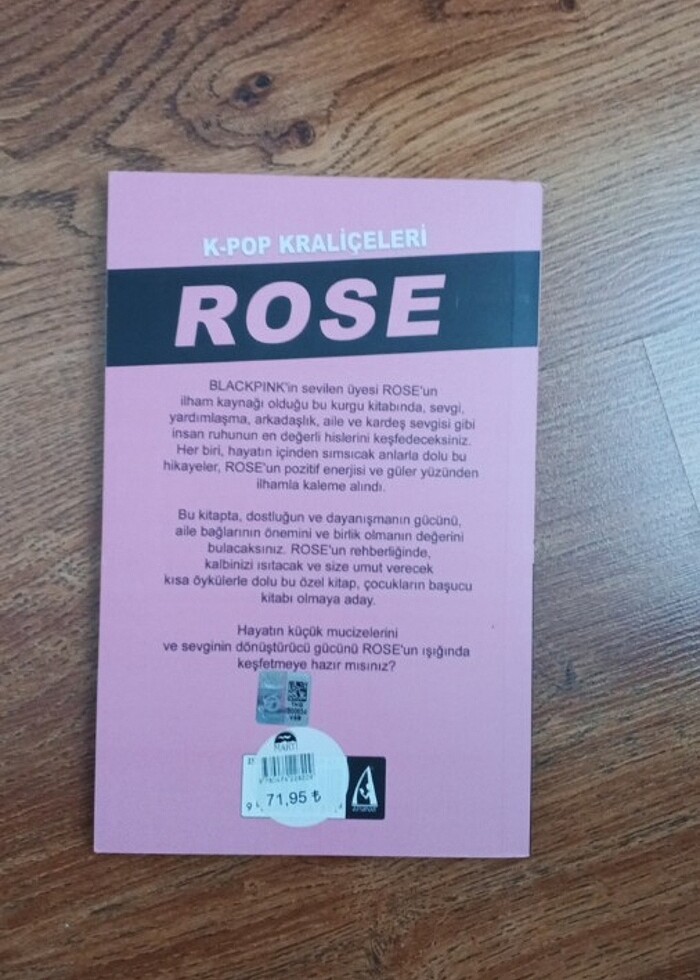 K-POP KRALİÇELERİ
ROSE
BLACKPINK'in sevilen üyesi ROSE'un
ilham kaynağı olduğu bu kurgu kitabında, sevgi,
yardımlaşma, arkadaşlık, aile ve kardeş sevgisi gibi
insan ruhunun en değerli hislerini keşfedeceksiniz.
Her biri, hayatın içinden sımsıcak anlarla dolu bu
hikayeler, ROSE'un pozitif enerjisi ve güler yüzünden
ilhamla kaleme alındı.
Bu kitapta, dostluğun ve dayanışmanın gücünü,
aile bağlarının önemini ve birlik olmanın değerini
bulacaksınız. ROSE'un rehberliğinde,
kalbinizi ısıtacak ve size umut verecek
kısa öykülerle dolu bu özel kitap, çocukların başucu
kitabı olmaya aday.
Hayatın küçük mucizelerini
ve sevginin dönüştürücü gücünü ROSE'un ışığında
keşfetmeye hazır mısınız?
MARTI
71,95 ₺